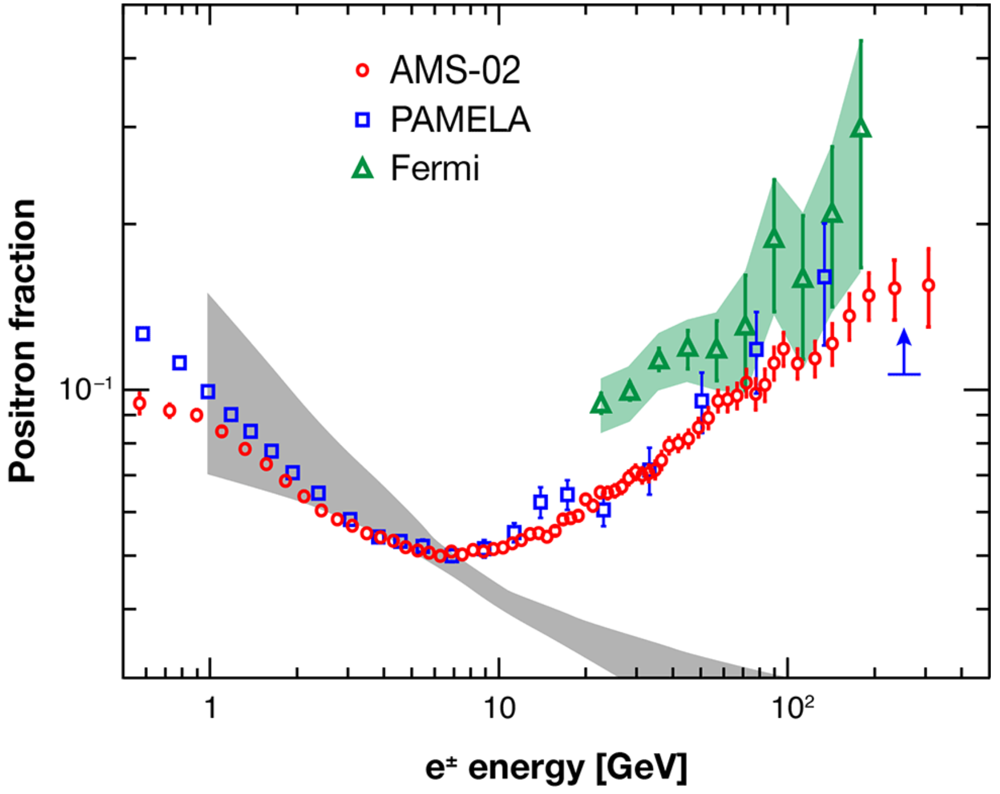 AMS-02
PAMELA
Fermi
Positron fraction
10⁻¹
1 10 10²
e± energy [GeV]